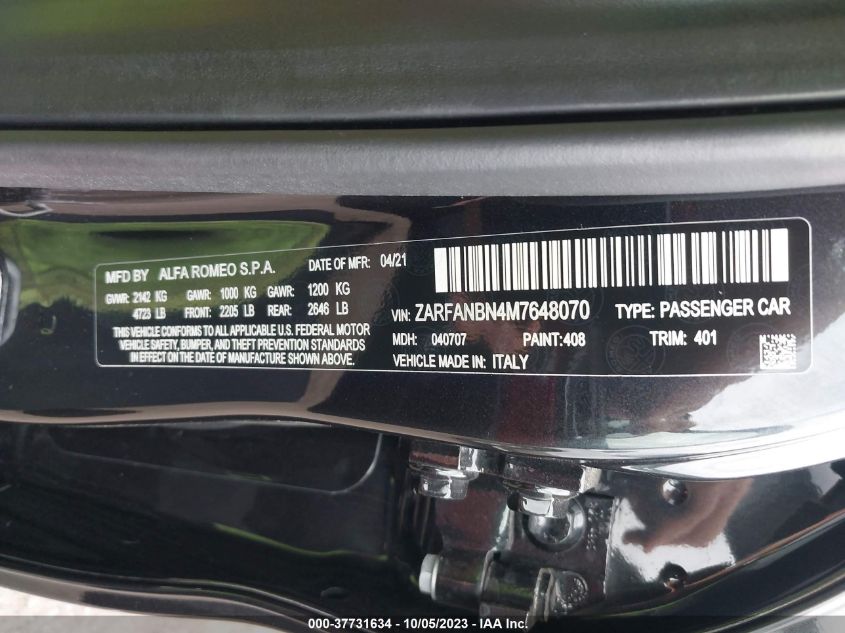 MFD BY ALFA ROMEO S.P.A. DATE OF MFR: 04/21
GVWR: 2142 KG GAWR: 1000 KG GAWR: 1200 KG
4723 LB FRONT: 2205 LB REAR: 2646 LB
THIS VEHICLE CONFORMS TO ALL APPLICABLE U.S. FEDERAL MOTOR
VEHICLE SAFETY, BUMPER, AND THEFT PREVENTION STANDARDS
IN EFFECT ON THE DATE OF MANUFACTURE SHOWN ABOVE.
VIN: ZARFANBN4M7648070 TYPE: PASSENGER CAR
MDH: 040707 PAINT: 408 TRIM: 401
VEHICLE MADE IN: ITALY
000-37731634 - 10/05/2023 - © IAA Inc.